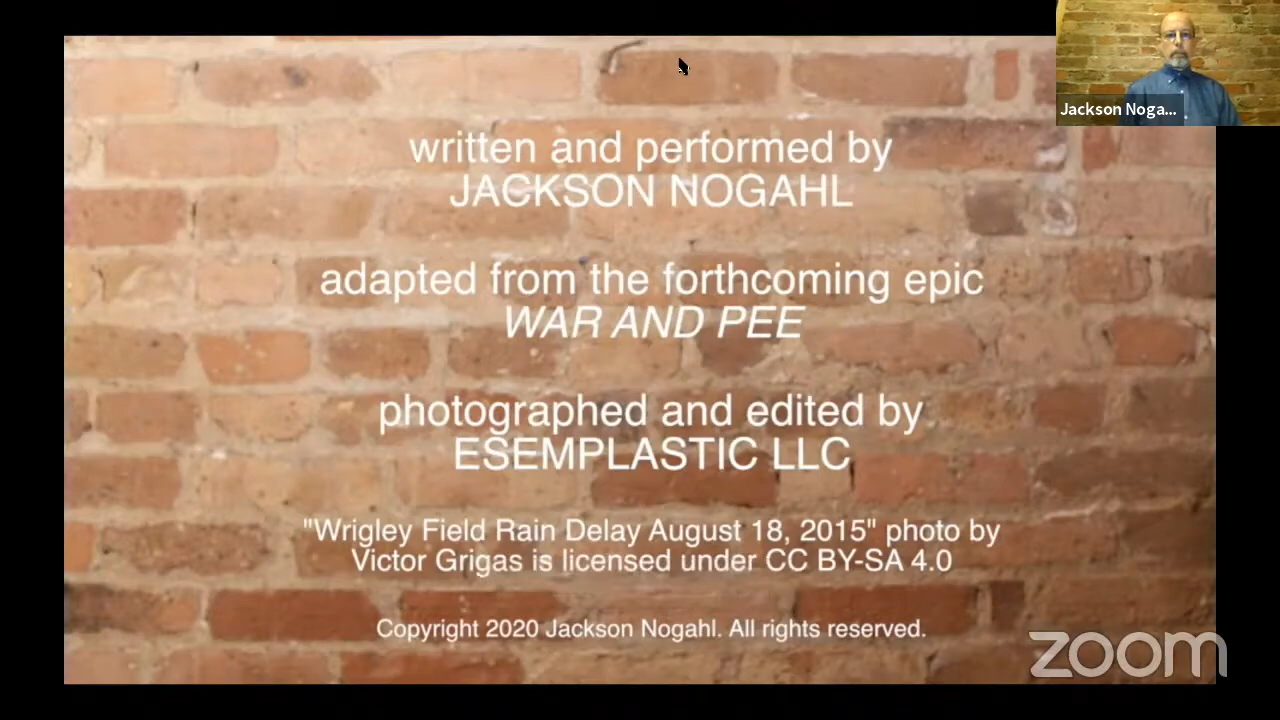 Jackson Noga...
written and performed by
JACKSON NOGAHL
adapted from the forthcoming epic
WAR AND PEE
photographed and edited by
ESEMPLASTIC LLC
"Wrigley Field Rain Delay August 18, 2015" photo by
Victor Grigas is licensed under CC BY-SA 4.0
Copyright 2020 Jackson Nogahl. All rights reserved.
zoom